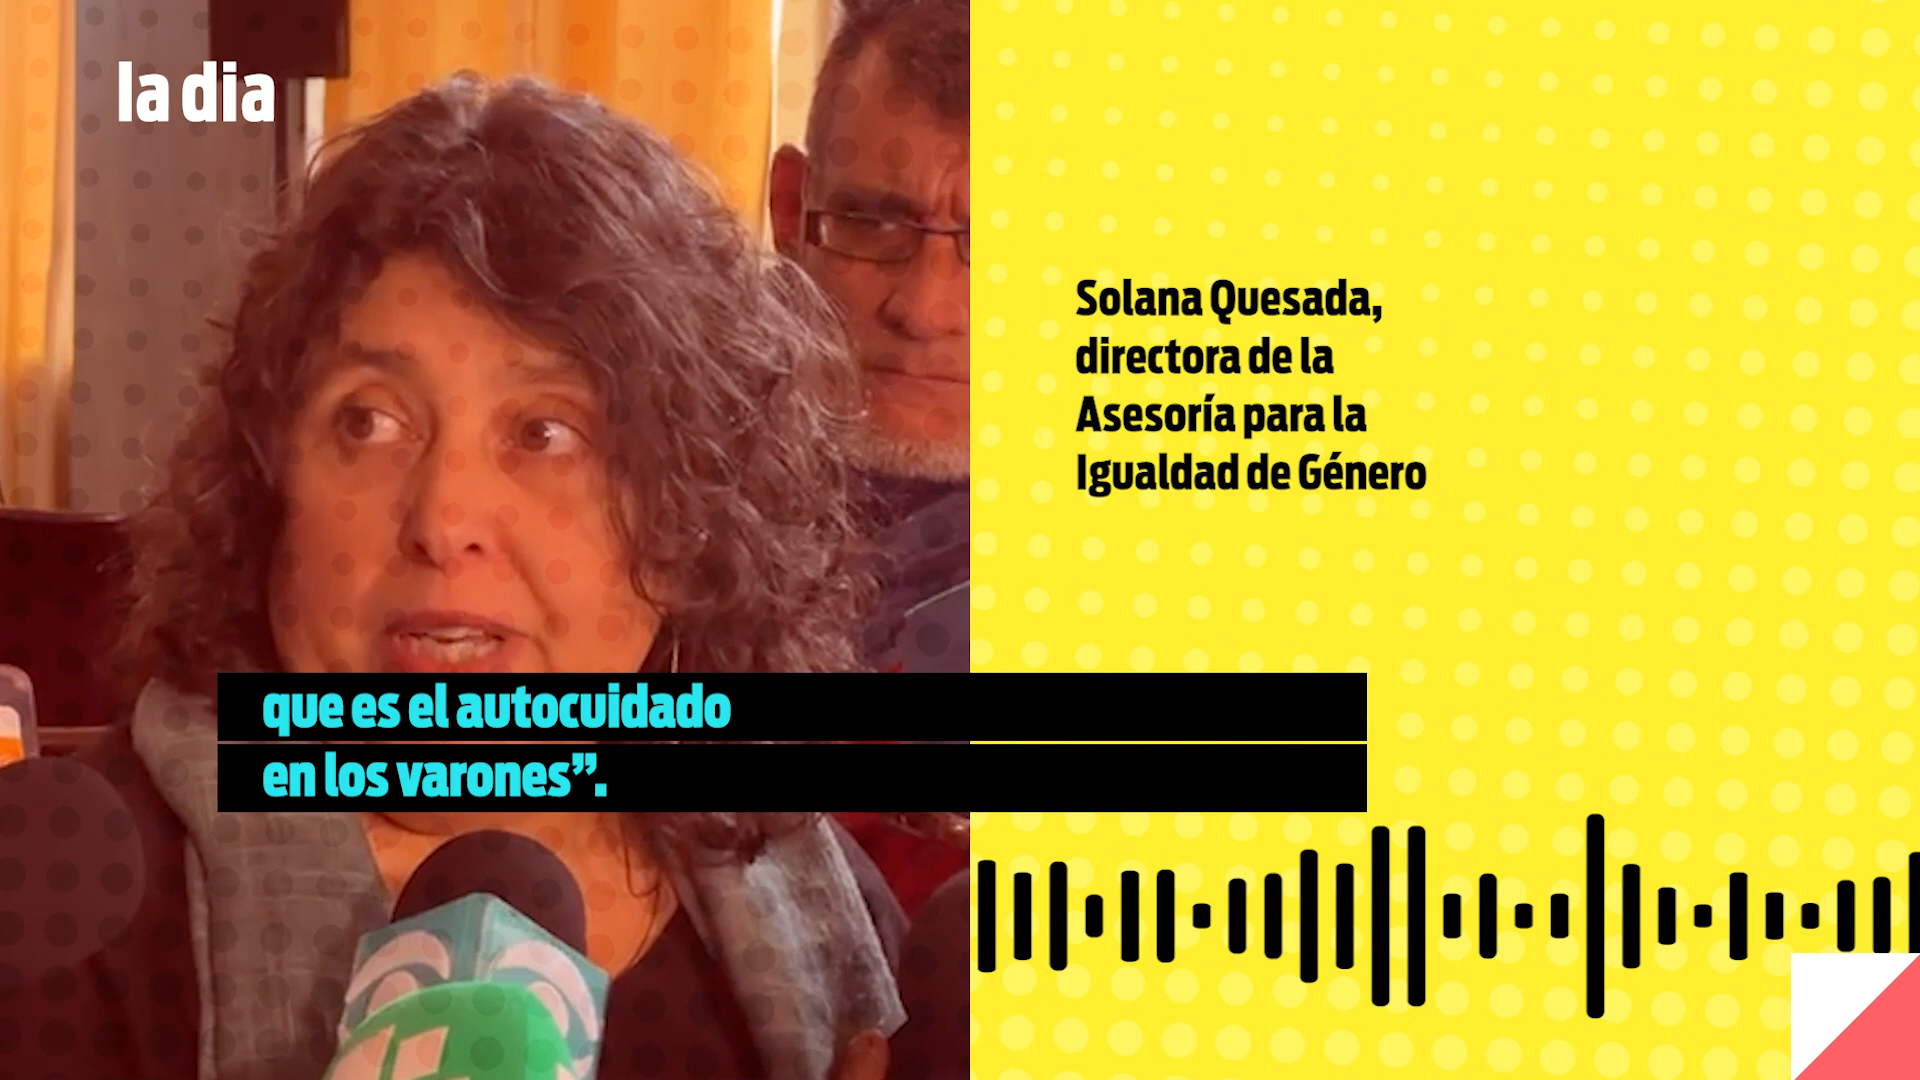 la dia
Solana Quesada,
directora de la
Asesoría para la
Igualdad de Género
que es el autocuidado
en los varones”.